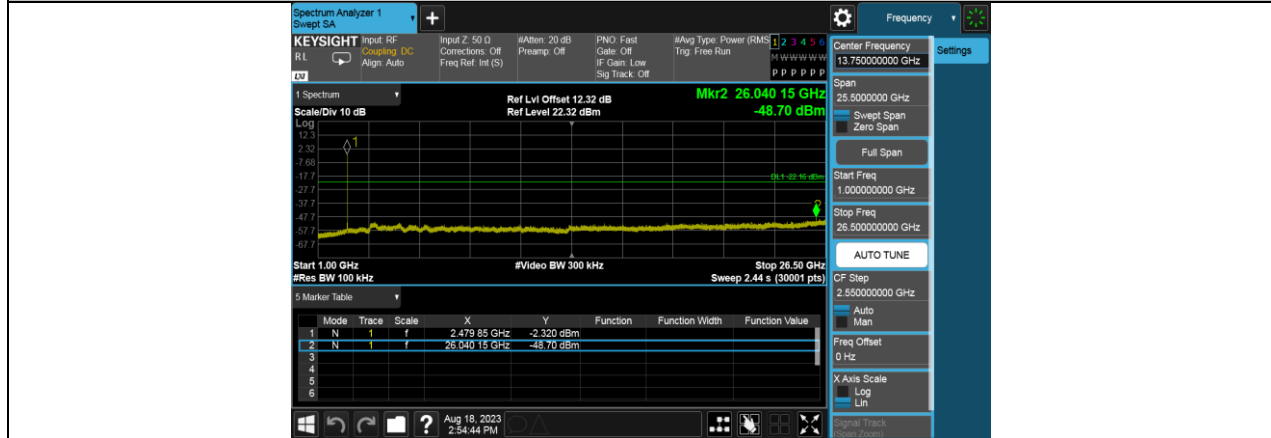 Spectrum Analyzer 1
Swept SA
+
Frequency
Settings
KEYSIGHT
RL
LXI
Input: RF
Coupling: DC
Align: Auto
Input Z: 50 Ω
Corrections: Off
Freq Ref: Int (S)
#Atten: 20 dB
Preamp: Off
PNO: Fast
Gate: Off
IF Gain: Low
Sig Track: Off
#Avg Type: Power (RMS
Trig: Free Run
1 2 3 4 5 6
M W W W W W
P P P P P P
1 Spectrum
Scale/Div 10 dB
Log
Ref Lvl Offset 12.32 dB
Ref Level 22.32 dBm
Mkr2 26.040 15 GHz
-48.70 dBm
12.3
2.32
-7.68
-17.7
-27.7
-37.7
-47.7
-57.7
-67.7
1
DL1 -22.16 dBm
2
Start 1.00 GHz
#Res BW 100 kHz
#Video BW 300 kHz
Stop 26.50 GHz
Sweep 2.44 s (30001 pts)
5 Marker Table
Mode Trace Scale X Y Function Function Width Function Value
1 N 1 f 2.479 85 GHz -2.320 dBm
2 N 1 f 26.040 15 GHz -48.70 dBm
3
4
5
6
Center Frequency
13.750000000 GHz
Span
25.5000000 GHz
Swept Span
Zero Span
Full Span
Start Freq
1.000000000 GHz
Stop Freq
26.500000000 GHz
AUTO TUNE
CF Step
2.550000000 GHz
Auto
Man
Freq Offset
0 Hz
X Axis Scale
Log
Lin
Signal Track
(Span Zoom)
?
Aug 18, 2023
2:54:44 PM